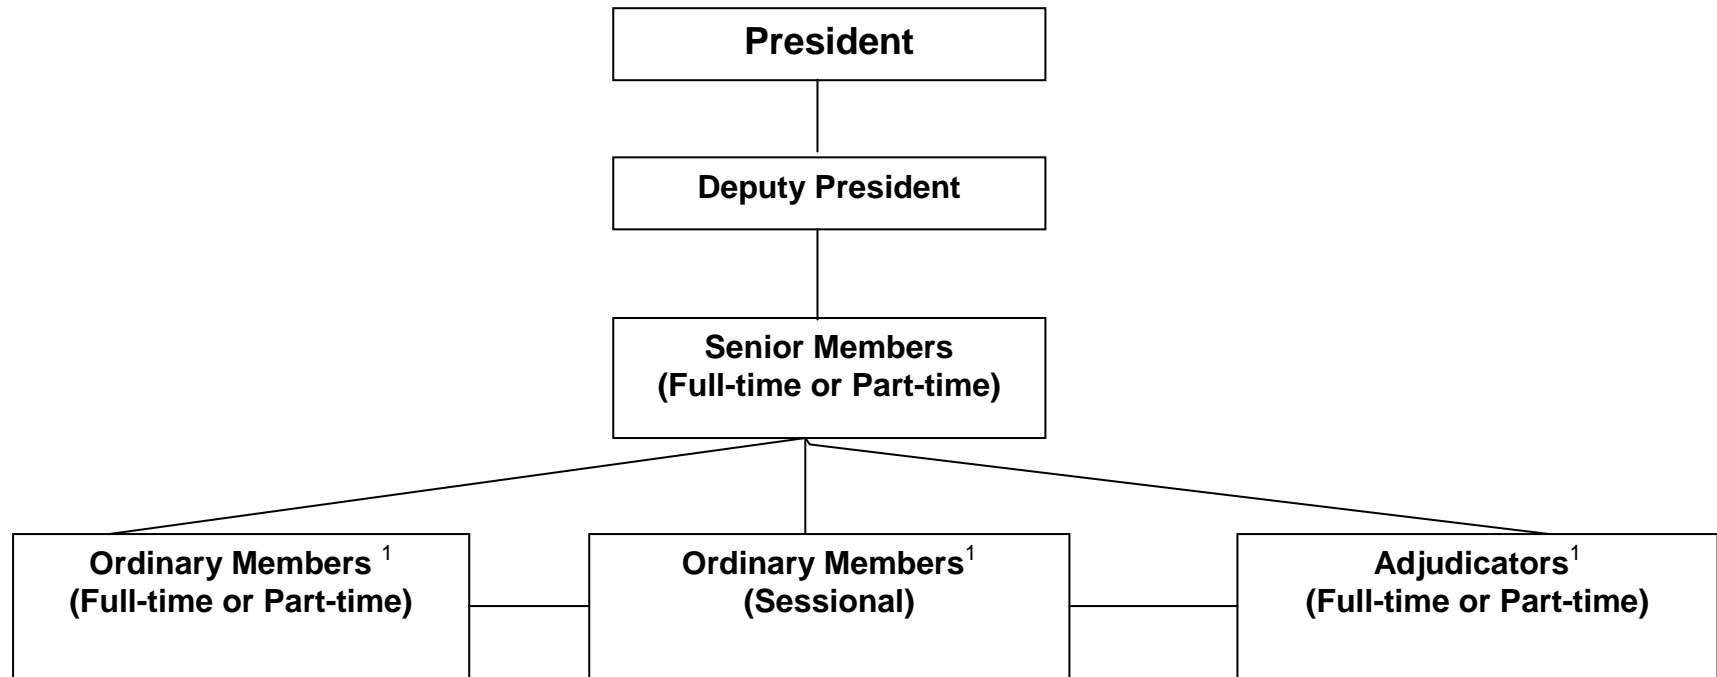 President
Deputy President
Senior Members
(Full-time or Part-time)
Ordinary Members ¹
(Full-time or Part-time)
Ordinary Members¹
(Sessional)
Adjudicators¹
(Full-time or Part-time)